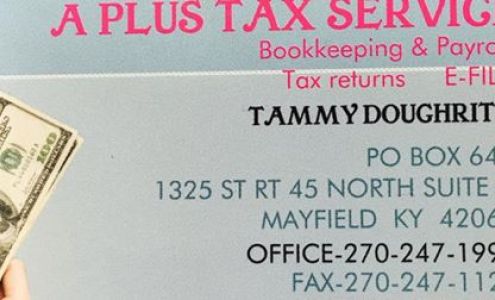 A PLUS TAX SERVIC
Bookkeeping & Payro
Tax returns E-FIL
TAMMY DOUGHRIT
PO BOX 64
1325 ST RT 45 NORTH SUITE
MAYFIELD KY 4206
OFFICE-270-247-199
FAX-270-247-112
100